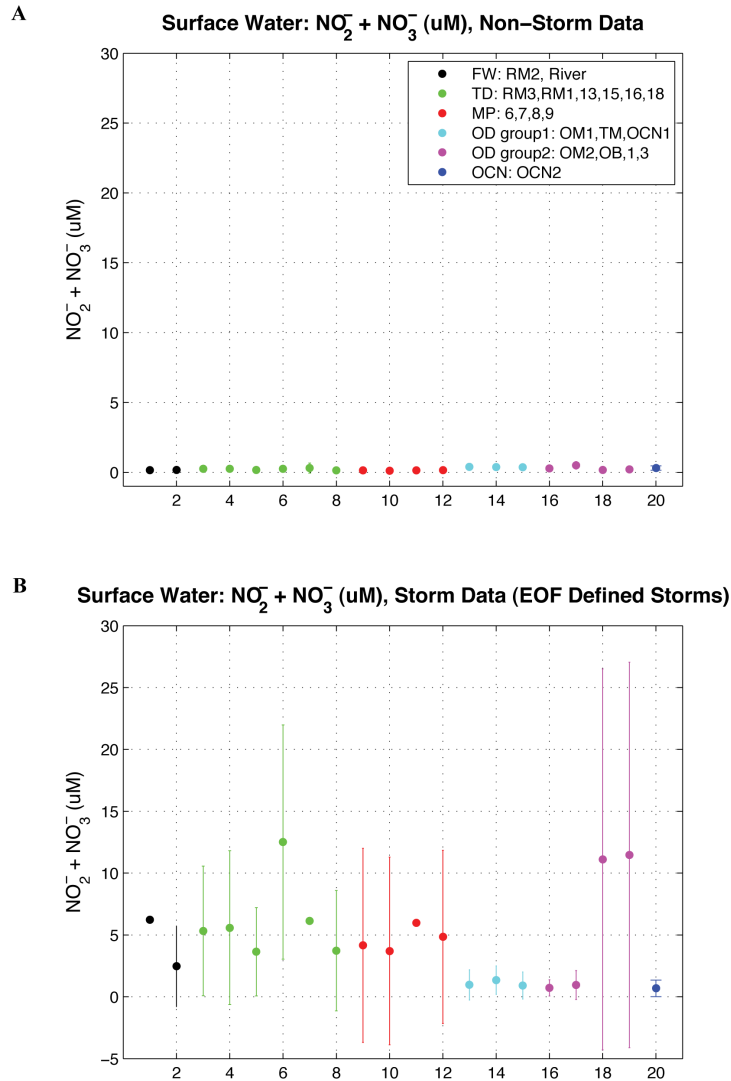 A
Surface Water: NO₂⁻ + NO₃⁻ (uM), Non−Storm Data
30
25
20
15
10
5
0
NO₂⁻ + NO₃⁻ (uM)
FW: RM2, River
TD: RM3,RM1,13,15,16,18
MP: 6,7,8,9
OD group1: OM1,TM,OCN1
OD group2: OM2,OB,1,3
OCN: OCN2
2 4 6 8 10 12 14 16 18 20
B
Surface Water: NO₂⁻ + NO₃⁻ (uM), Storm Data (EOF Defined Storms)
30
25
20
15
10
5
0
−5
NO₂⁻ + NO₃⁻ (uM)
2 4 6 8 10 12 14 16 18 20